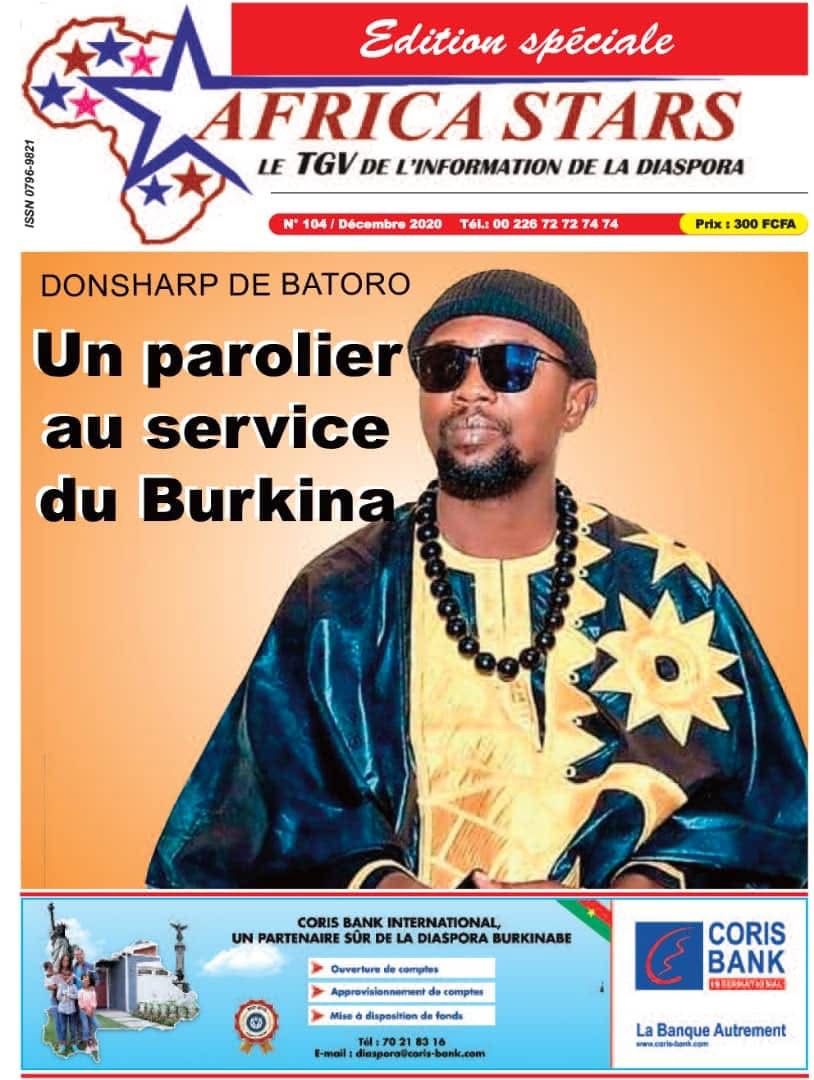 Edition spéciale
AFRICA STARS
LE TGV DE L'INFORMATION DE LA DIASPORA
ISSN 0796-9821
N° 104 / Décembre 2020 Tél.: 00 226 72 72 74 74 Prix : 300 FCFA
DONSHARP DE BATORO
Un parolier
au service
du Burkina
CORIS BANK INTERNATIONAL,
UN PARTENAIRE SÛR DE LA DIASPORA BURKINABE
Ouverture de comptes
Approvisionnement de comptes
Mise à disposition de fonds
Tél : 70 21 83 16
E-mail : diaspora@coris-bank.com
CORIS
BANK
INTERNATIONAL
La Banque Autrement
www.coris-bank.com